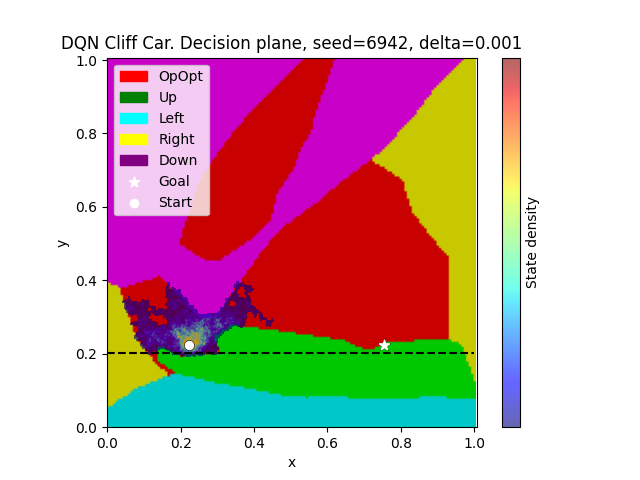 DQN Cliff Car. Decision plane, seed=6942, delta=0.001
1.0
0.8
0.6
0.4
0.2
0.0
y
OpOpt
Up
Left
Right
Down
Goal
Start
0.0 0.2 0.4 0.6 0.8 1.0
x
State density